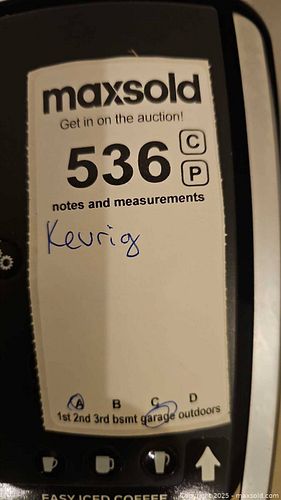 maxsold
Get in on the auction!
536 C
P
notes and measurements
Keurig
A B C D
1st 2nd 3rd bsmt garage outdoors
EASY ICED COFFEE
Copyright 2025 - maxsold.com